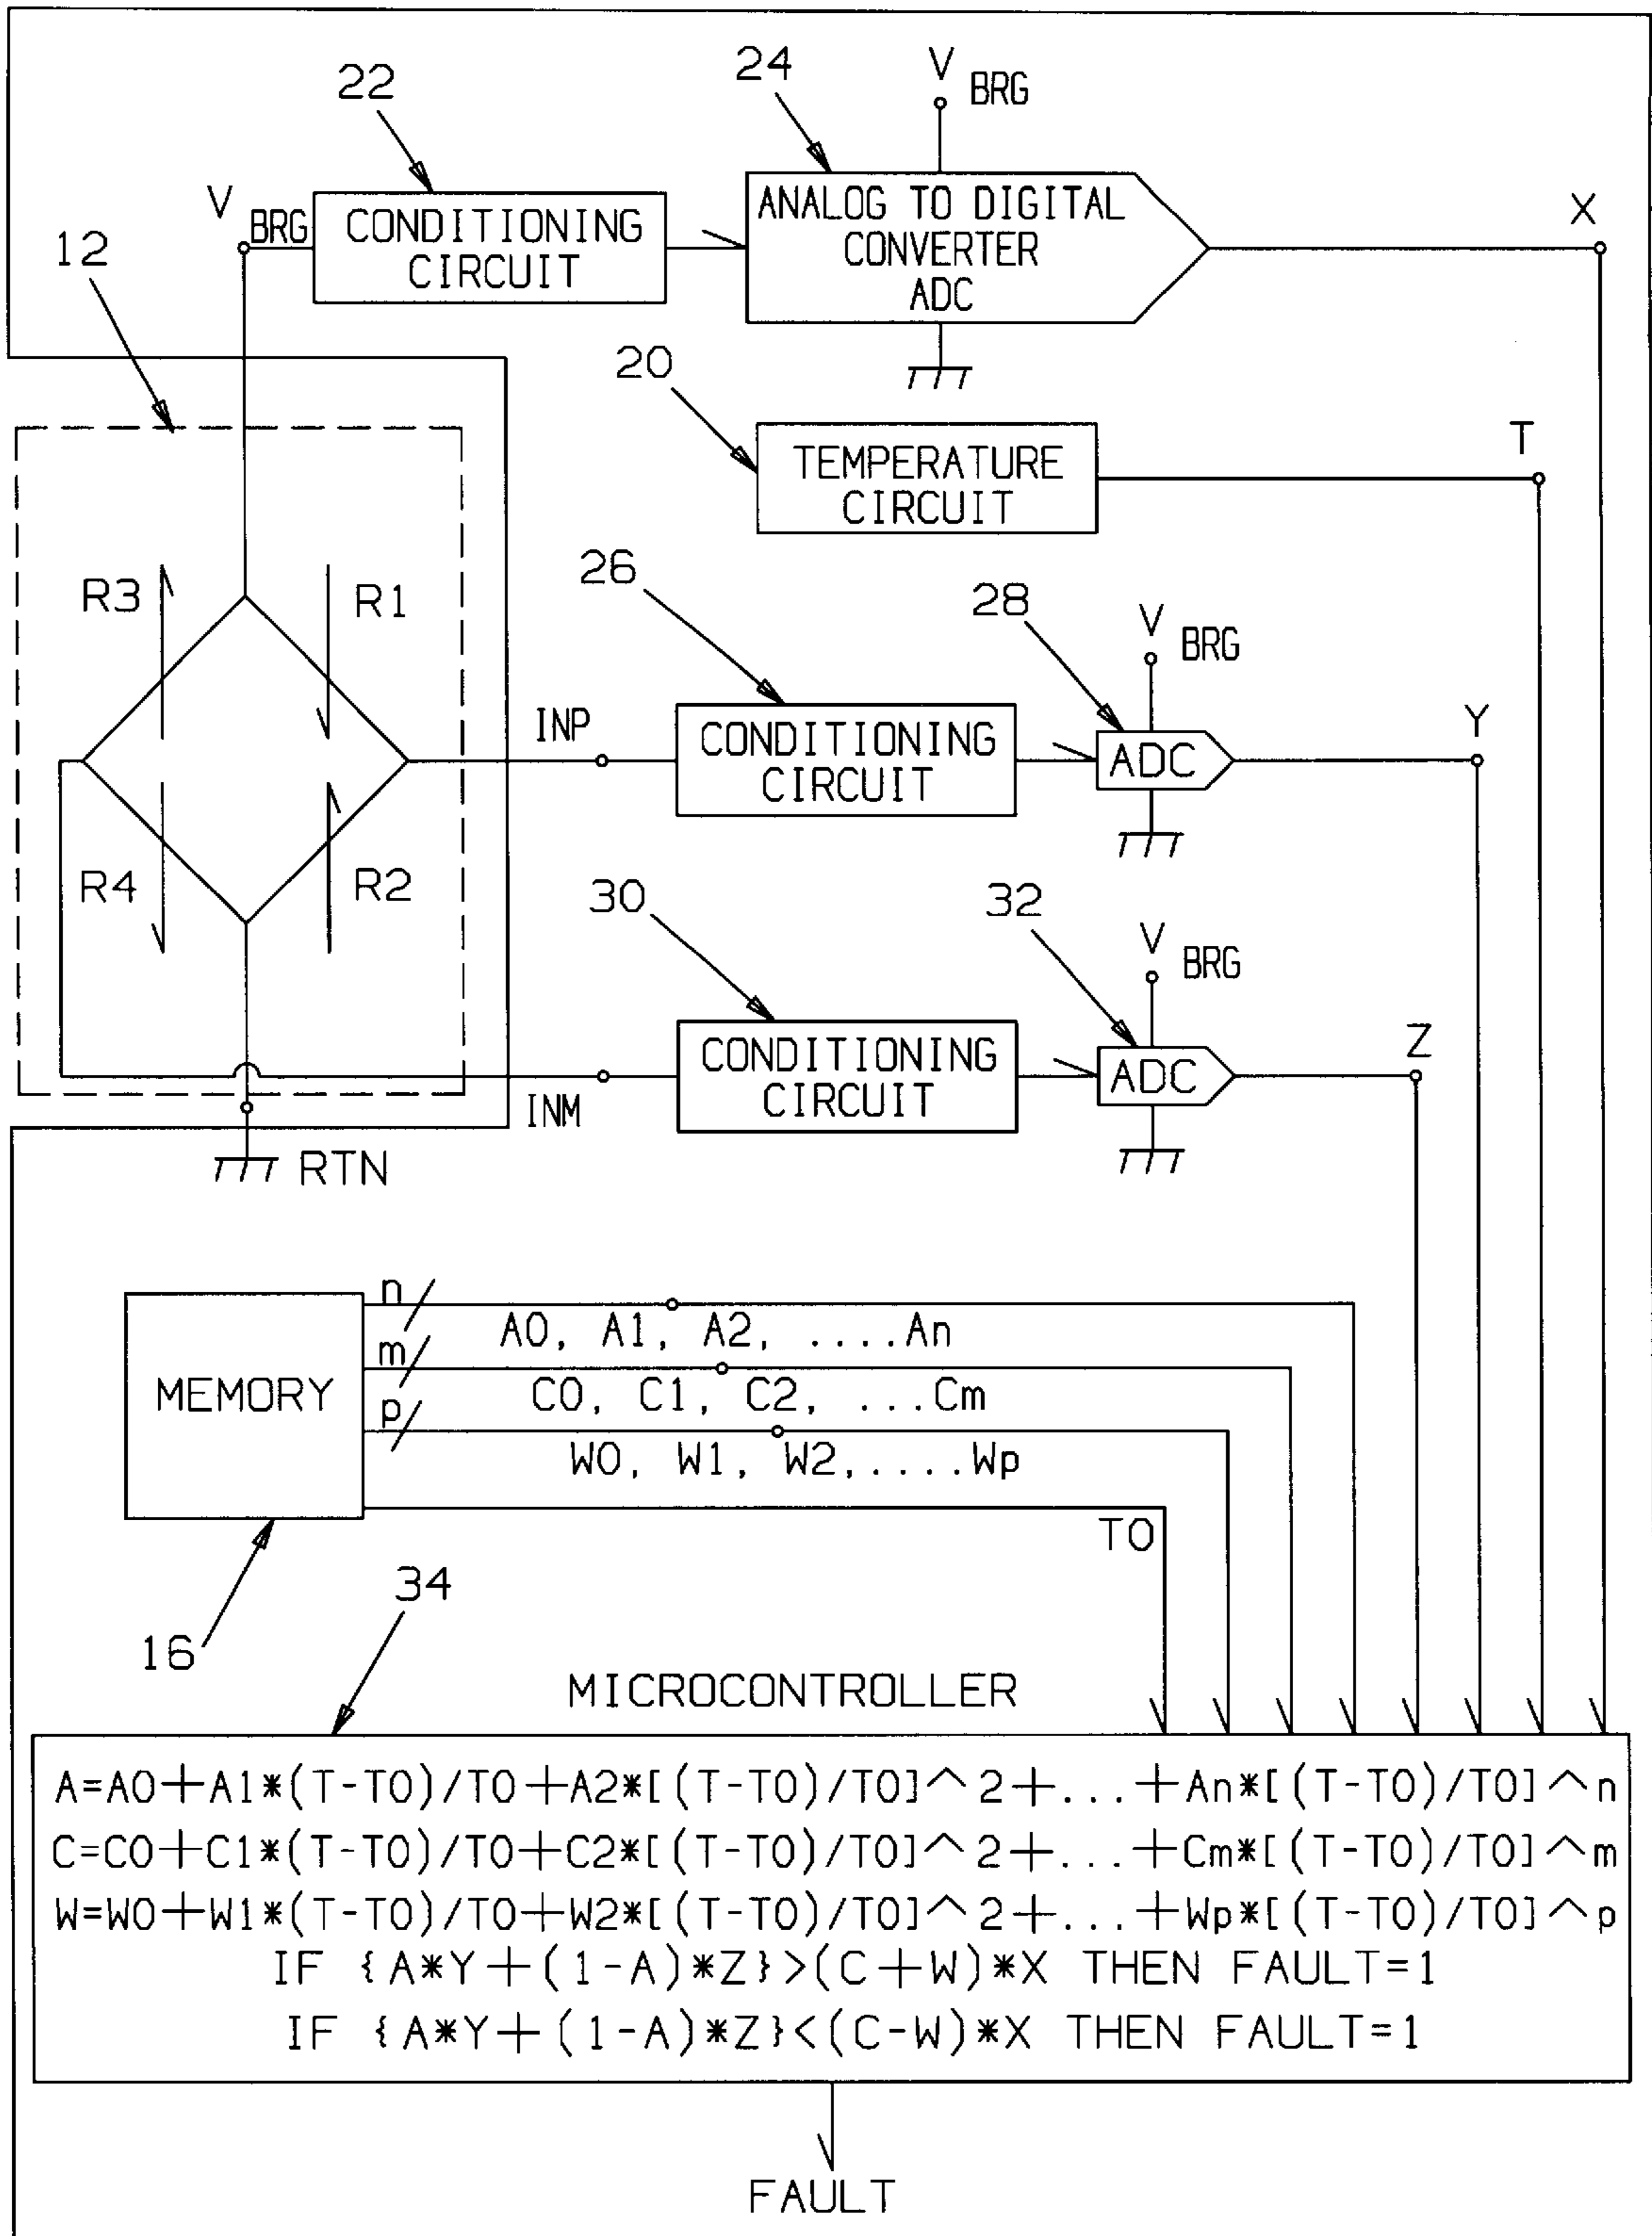 22
24
V BRG
V BRG
CONDITIONING CIRCUIT
ANALOG TO DIGITAL CONVERTER ADC
X
12
20
TEMPERATURE CIRCUIT
T
R3
R1
26
28
V BRG
INP
CONDITIONING CIRCUIT
ADC
Y
R4
R2
30
32
V BRG
INM
CONDITIONING CIRCUIT
ADC
Z
RTN
MEMORY
n
A0, A1, A2, ....An
m
C0, C1, C2, ...Cm
p
W0, W1, W2,....Wp
T0
16
34
MICROCONTROLLER
A=A0+A1*(T-T0)/T0+A2*[(T-T0)/T0]^2+...+An*[(T-T0)/T0]^n
C=C0+C1*(T-T0)/T0+C2*[(T-T0)/T0]^2+...+Cm*[(T-T0)/T0]^m
W=W0+W1*(T-T0)/T0+W2*[(T-T0)/T0]^2+...+Wp*[(T-T0)/T0]^p
IF {A*Y+(1-A)*Z}>(C+W)*X THEN FAULT=1
IF {A*Y+(1-A)*Z}<(C-W)*X THEN FAULT=1
FAULT